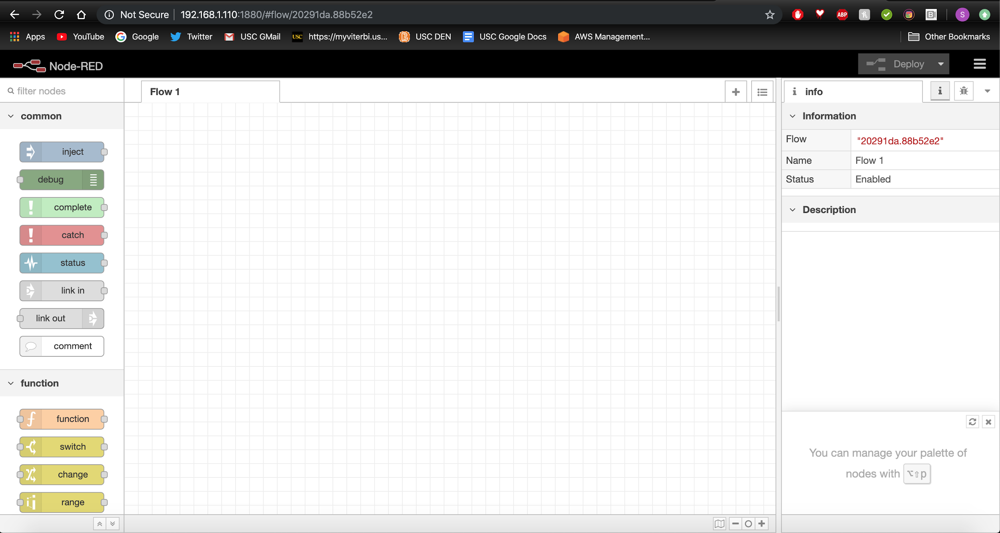 Not Secure 192.168.1.110:1880/#flow/20291da.88b52e2 ABP h B S
Apps YouTube Google Twitter USC GMail USC https://myviterbi.us... USC DEN USC Google Docs AWS Management... Other Bookmarks
Node-RED Deploy
filter nodes Flow 1 i info i
common Information
Flow "20291da.88b52e2"
inject Name Flow 1
debug Status Enabled
complete Description
catch
status
link in
link out
comment
function
function
switch You can manage your palette of
change nodes with ⌥⇧p
range